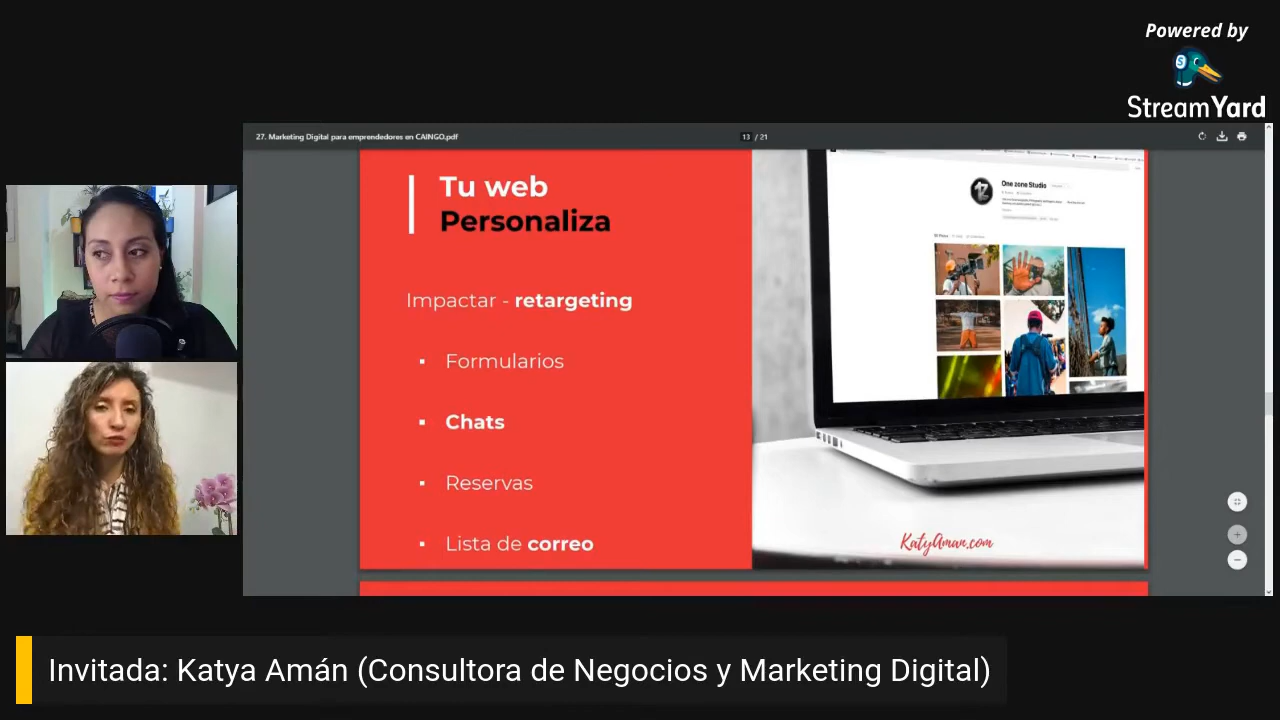 Powered by
StreamYard
27. Marketing Digital para emprendedores en CAINGO.pdf
13 / 21
Tu web
Personaliza
Impactar - retargeting
▪ Formularios
▪ Chats
▪ Reservas
▪ Lista de correo
One zone Studio
KatyAman.com
Invitada: Katya Amán (Consultora de Negocios y Marketing Digital)